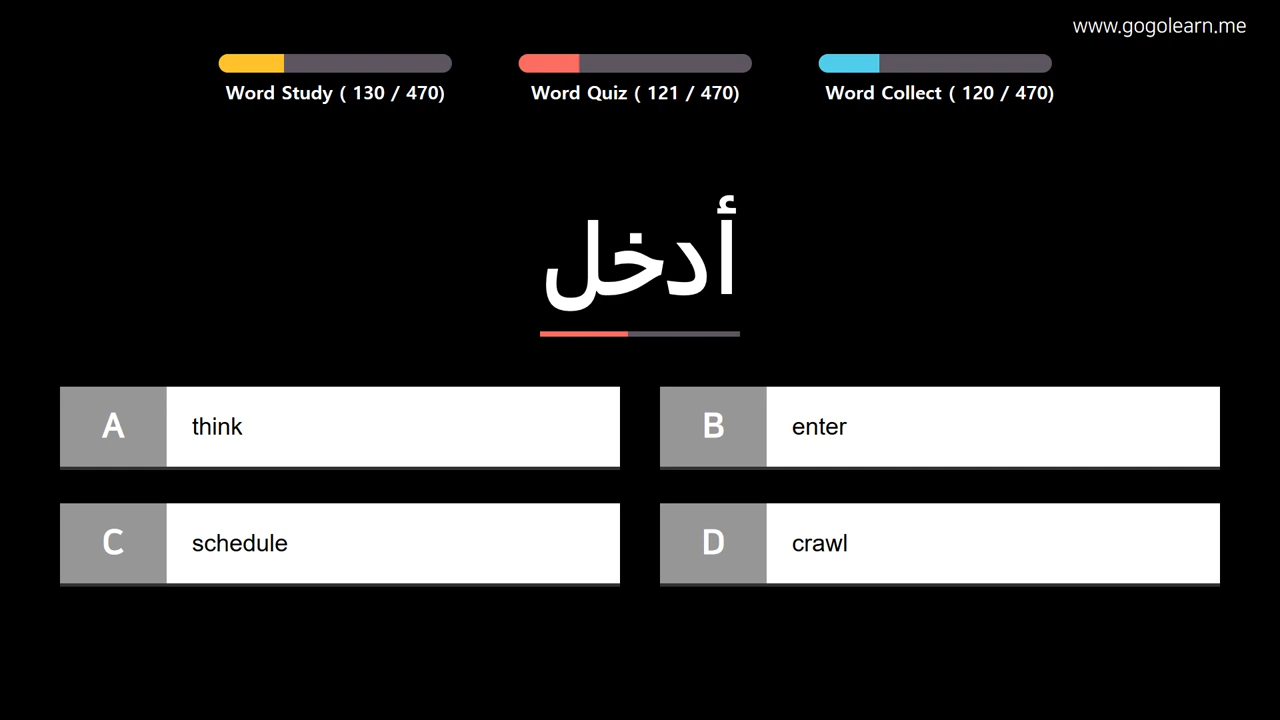 www.gogolearn.me
Word Study ( 130 / 470)
Word Quiz ( 121 / 470)
Word Collect ( 120 / 470)
أدخل
A think
B enter
C schedule
D crawl